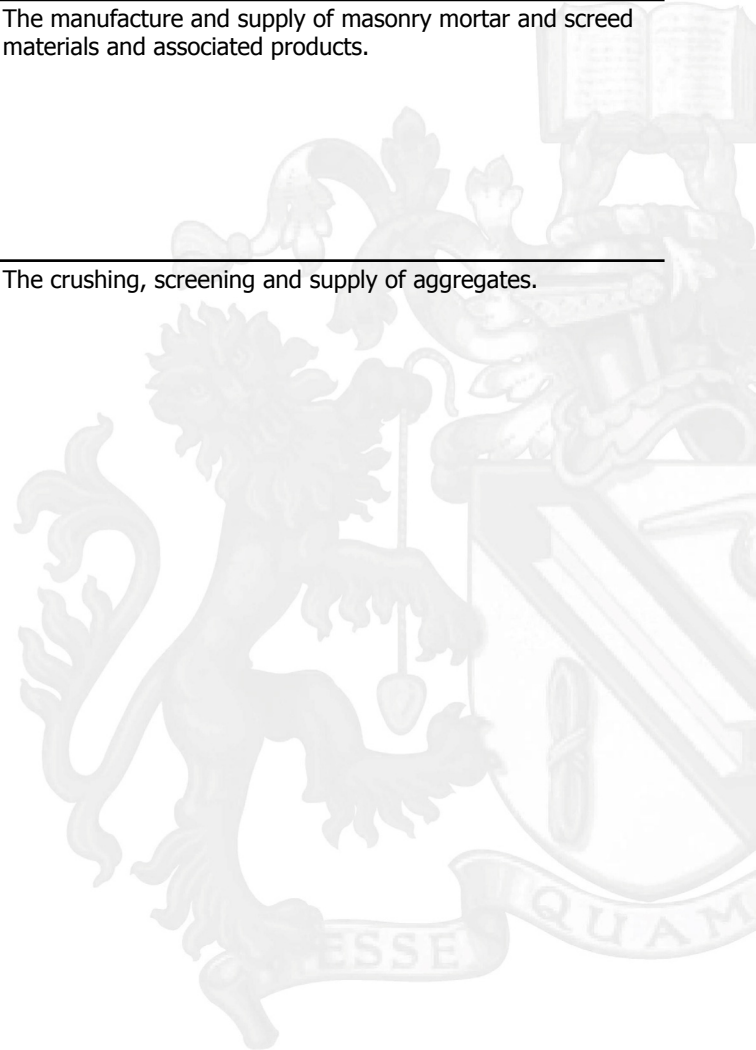 The manufacture and supply of masonry mortar and screed
materials and associated products.
The crushing, screening and supply of aggregates.
ESSE
QUAM